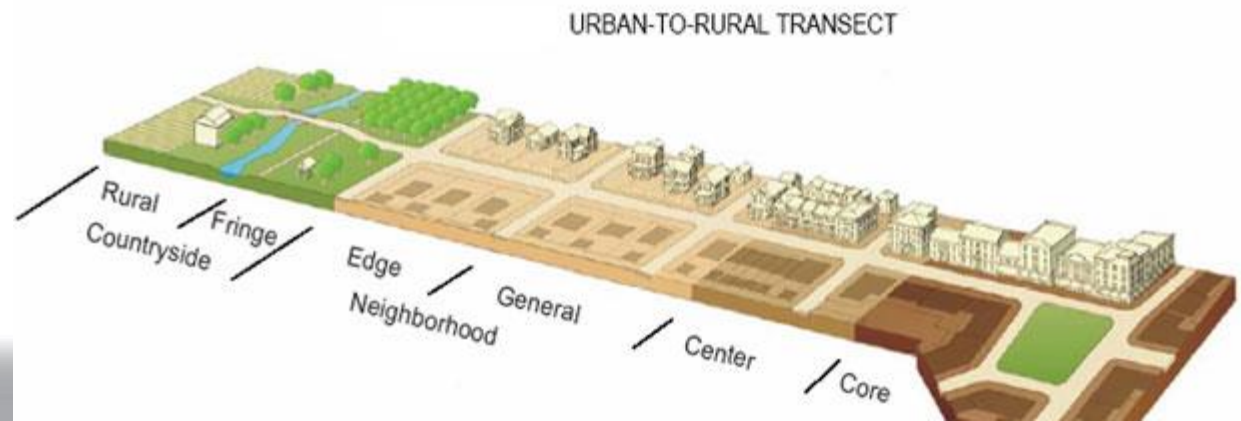 URBAN-TO-RURAL TRANSECT
Rural
Fringe
Countryside
Edge
General
Neighborhood
Center
Core